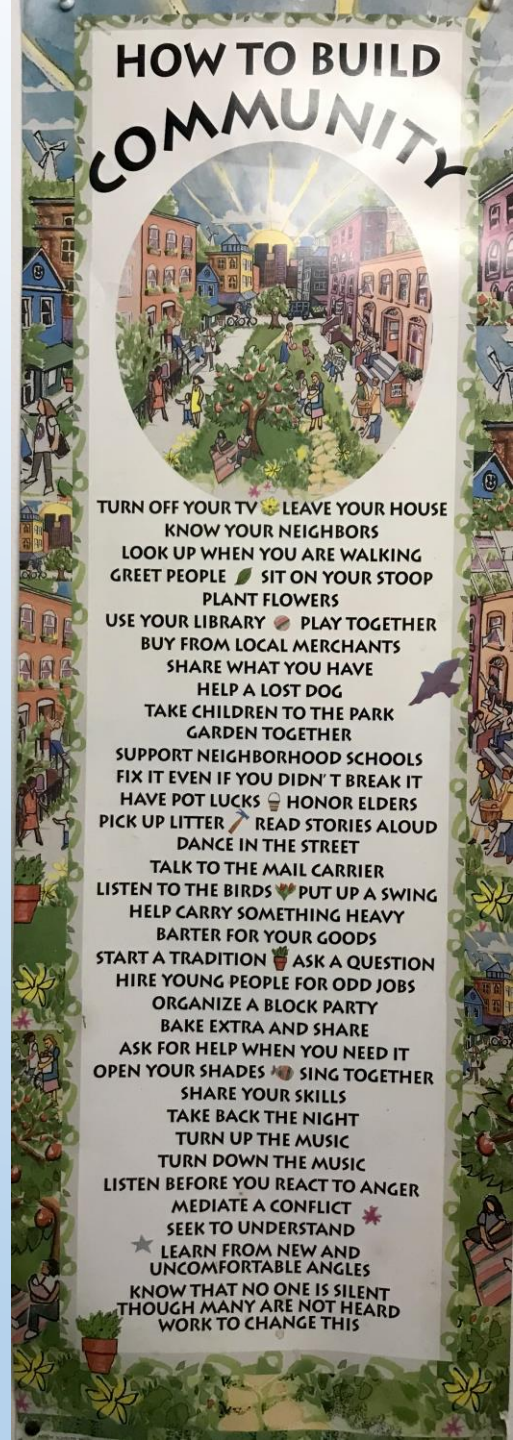 HOW TO BUILD
COMMUNITY
TURN OFF YOUR TV LEAVE YOUR HOUSE
KNOW YOUR NEIGHBORS
LOOK UP WHEN YOU ARE WALKING
GREET PEOPLE SIT ON YOUR STOOP
PLANT FLOWERS
USE YOUR LIBRARY PLAY TOGETHER
BUY FROM LOCAL MERCHANTS
SHARE WHAT YOU HAVE
HELP A LOST DOG
TAKE CHILDREN TO THE PARK
GARDEN TOGETHER
SUPPORT NEIGHBORHOOD SCHOOLS
FIX IT EVEN IF YOU DIDN'T BREAK IT
HAVE POT LUCKS HONOR ELDERS
PICK UP LITTER READ STORIES ALOUD
DANCE IN THE STREET
TALK TO THE MAIL CARRIER
LISTEN TO THE BIRDS PUT UP A SWING
HELP CARRY SOMETHING HEAVY
BARTER FOR YOUR GOODS
START A TRADITION ASK A QUESTION
HIRE YOUNG PEOPLE FOR ODD JOBS
ORGANIZE A BLOCK PARTY
BAKE EXTRA AND SHARE
ASK FOR HELP WHEN YOU NEED IT
OPEN YOUR SHADES SING TOGETHER
SHARE YOUR SKILLS
TAKE BACK THE NIGHT
TURN UP THE MUSIC
TURN DOWN THE MUSIC
LISTEN BEFORE YOU REACT TO ANGER
MEDIATE A CONFLICT
SEEK TO UNDERSTAND
LEARN FROM NEW AND
UNCOMFORTABLE ANGLES
KNOW THAT NO ONE IS SILENT
THOUGH MANY ARE NOT HEARD
WORK TO CHANGE THIS